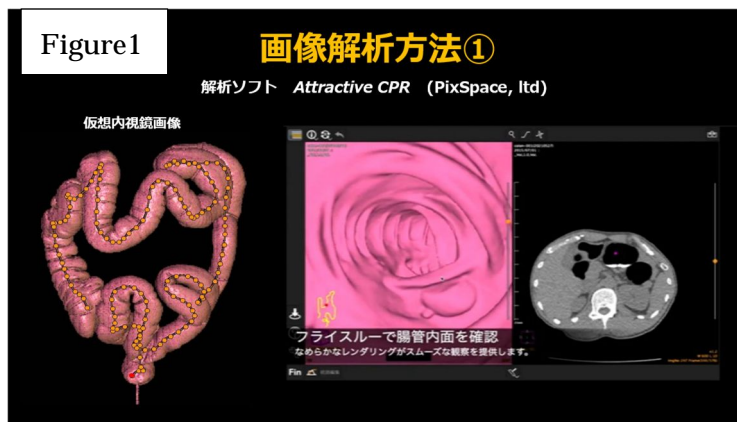 Figure1
画像解析方法①
解析ソフト Attractive CPR (PixSpace, ltd)
仮想内視鏡画像
フライスルーで腸管内面を確認
なめらかなレンダリングがスムーズな観察を提供します。
Fin